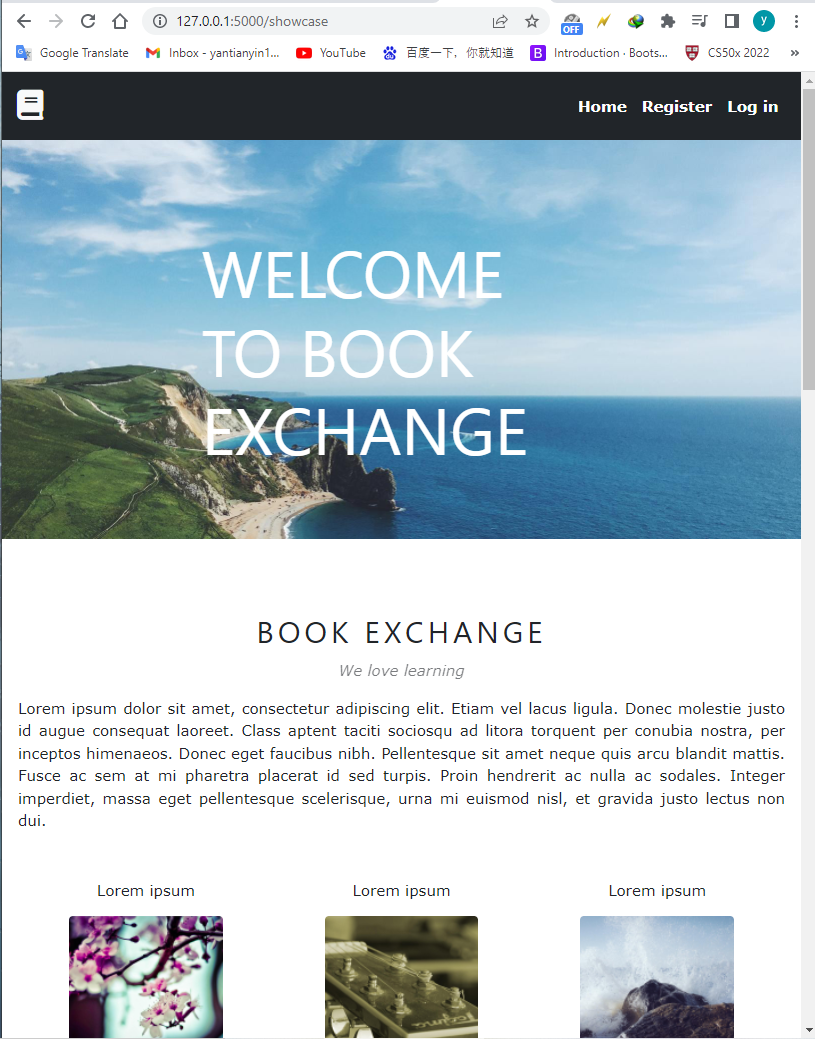 127.0.0.1:5000/showcase
OFF
y
Google Translate
Inbox - yantianyin1...
YouTube
百度一下，你就知道
B
Introduction · Boots...
CS50x 2022
»
Home Register Log in
WELCOME
TO BOOK
EXCHANGE
BOOK EXCHANGE
We love learning
Lorem ipsum dolor sit amet, consectetur adipiscing elit. Etiam vel lacus ligula. Donec molestie justo
id augue consequat laoreet. Class aptent taciti sociosqu ad litora torquent per conubia nostra, per
inceptos himenaeos. Donec eget faucibus nibh. Pellentesque sit amet neque quis arcu blandit mattis.
Fusce ac sem at mi pharetra placerat id sed turpis. Proin hendrerit ac nulla ac sodales. Integer
imperdiet, massa eget pellentesque scelerisque, urna mi euismod nisl, et gravida justo lectus non
dui.
Lorem ipsum
Lorem ipsum
Lorem ipsum